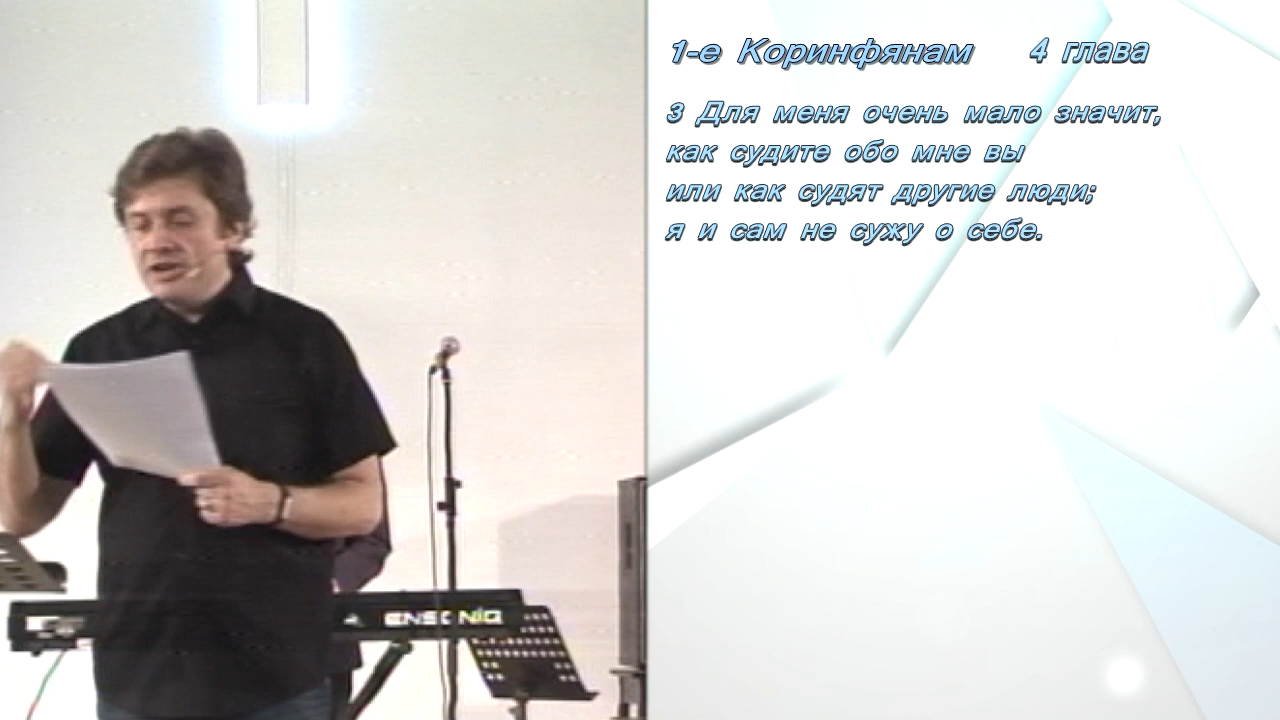 1-е Коринфянам 4 глава
3 Для меня очень мало значит,
как судите обо мне вы
или как судят другие люди;
я и сам не сужу о себе.
ENSONIQ